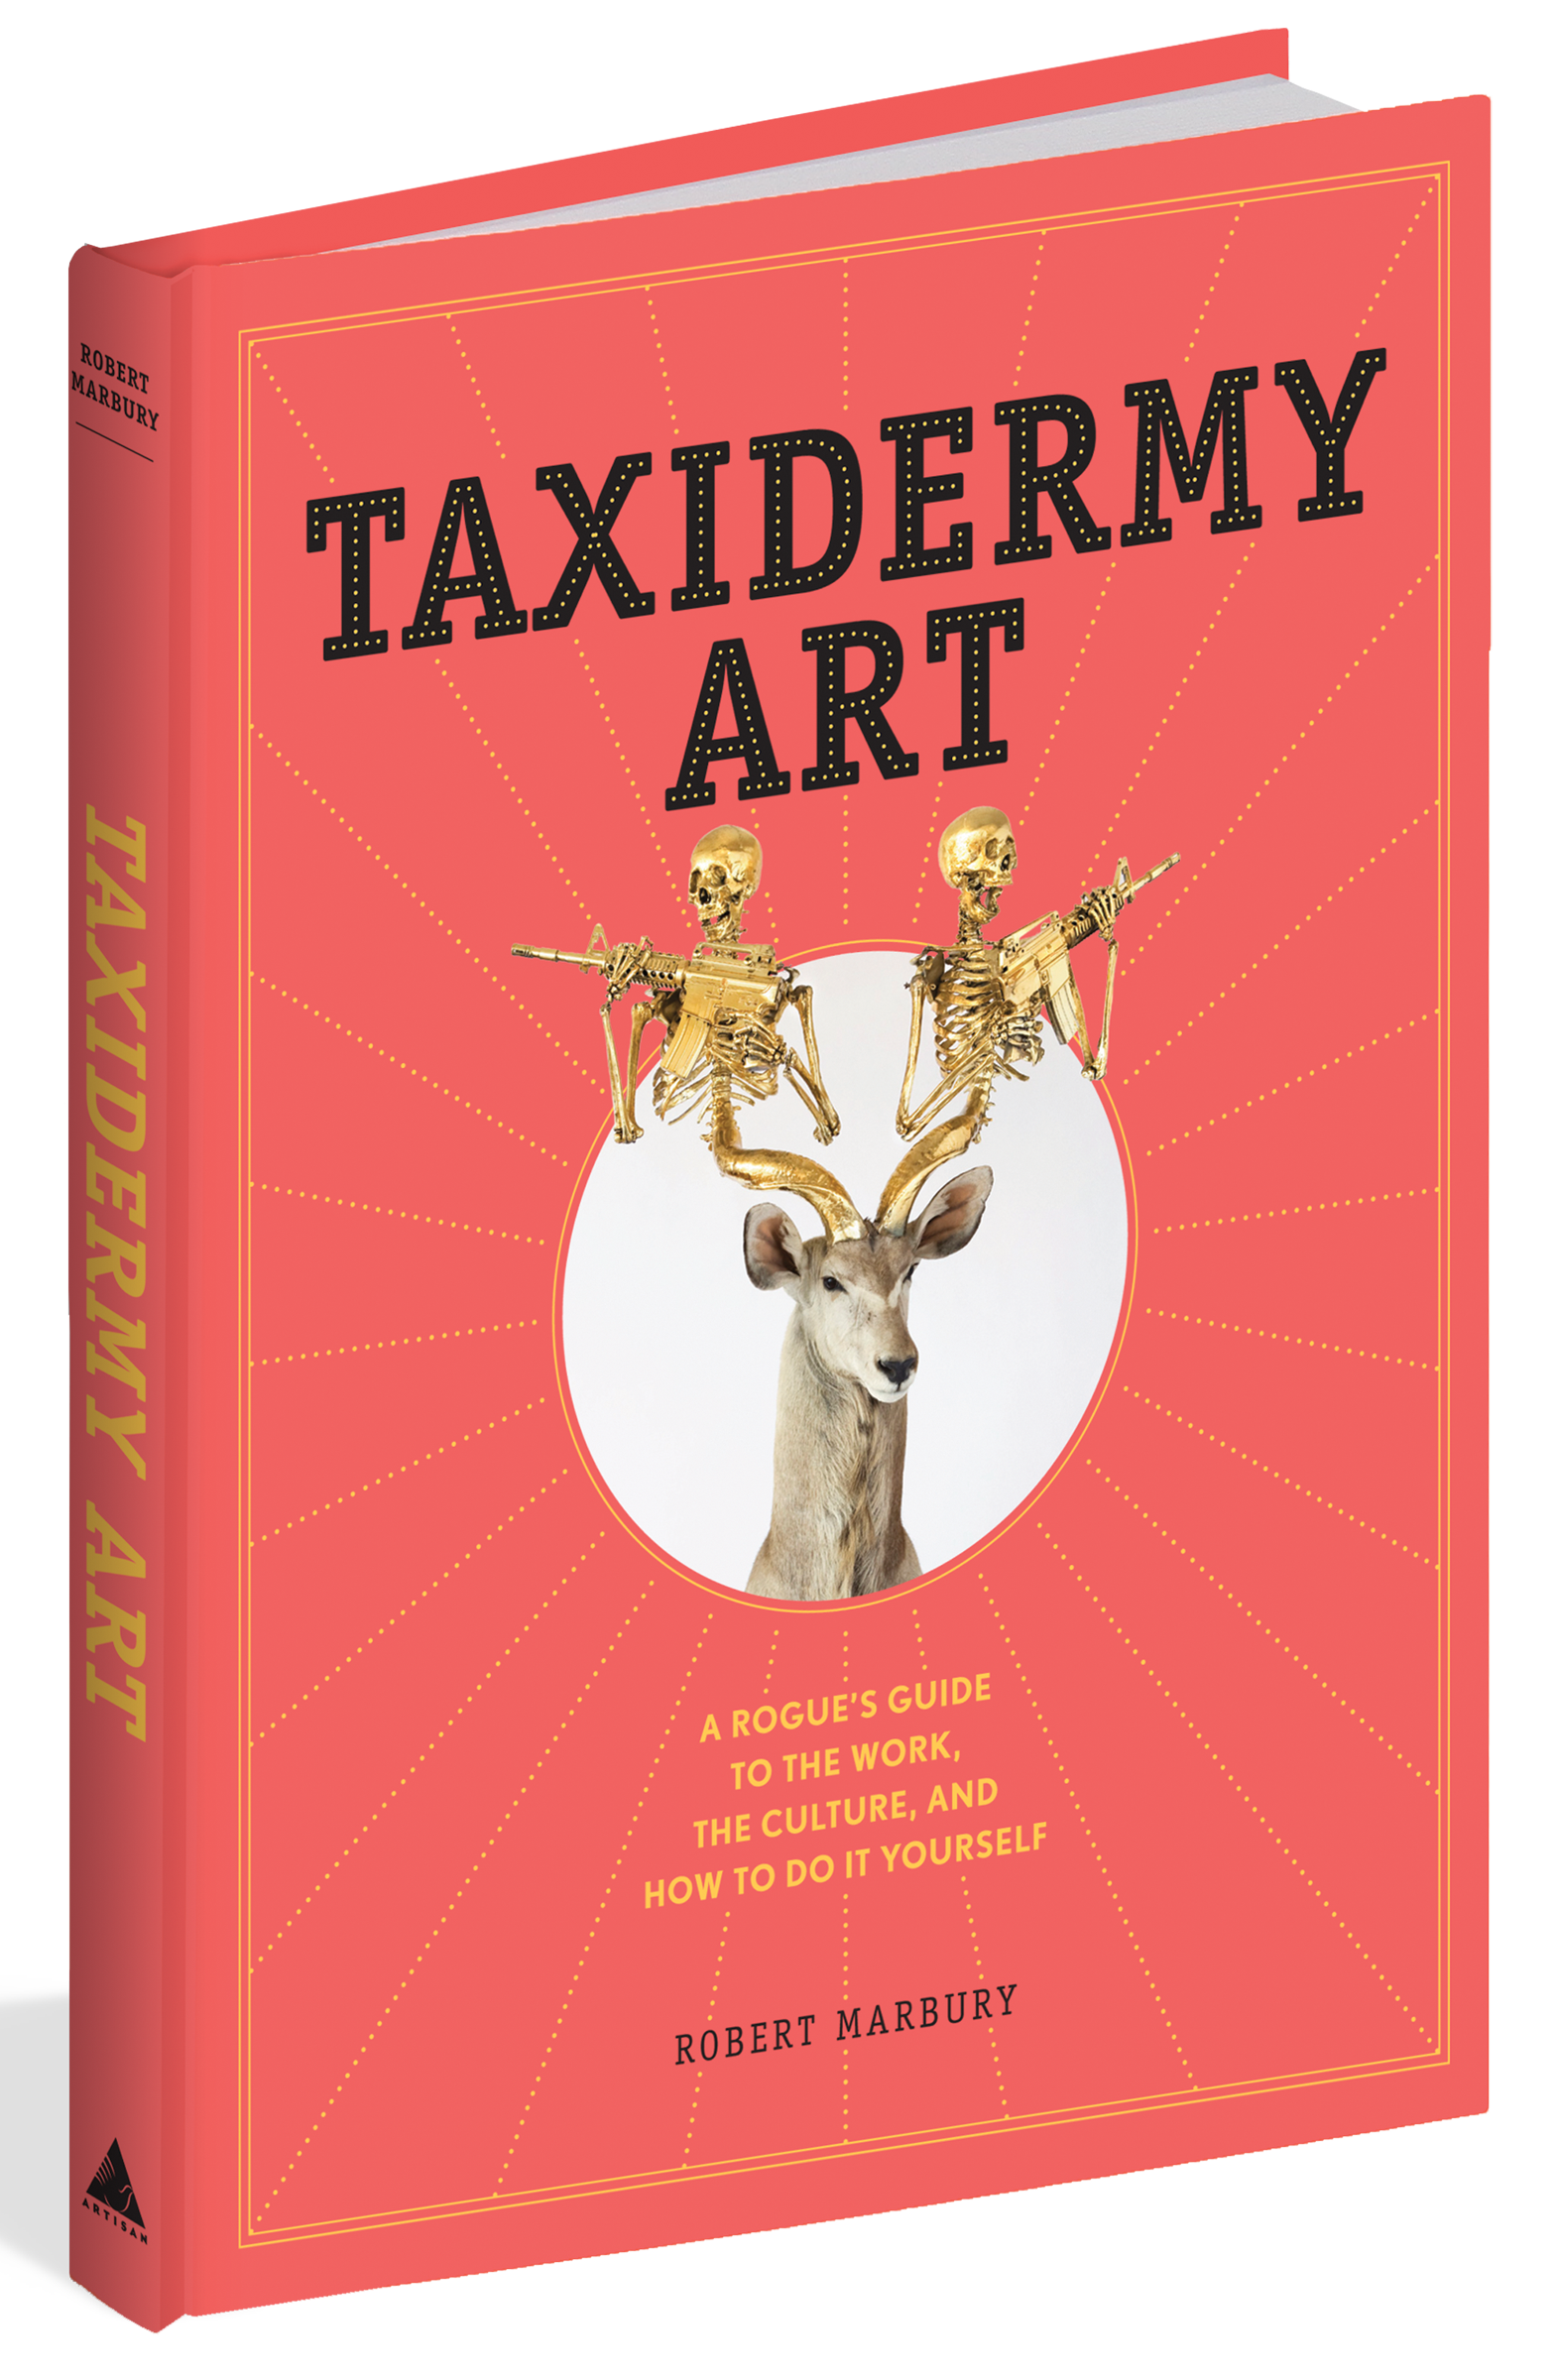 ROBERT
MARBURY
TAXIDERMY ART
ARTISAN
TAXIDERMY
ART
A ROGUE'S GUIDE
TO THE WORK,
THE CULTURE, AND
HOW TO DO IT YOURSELF
ROBERT MARBURY